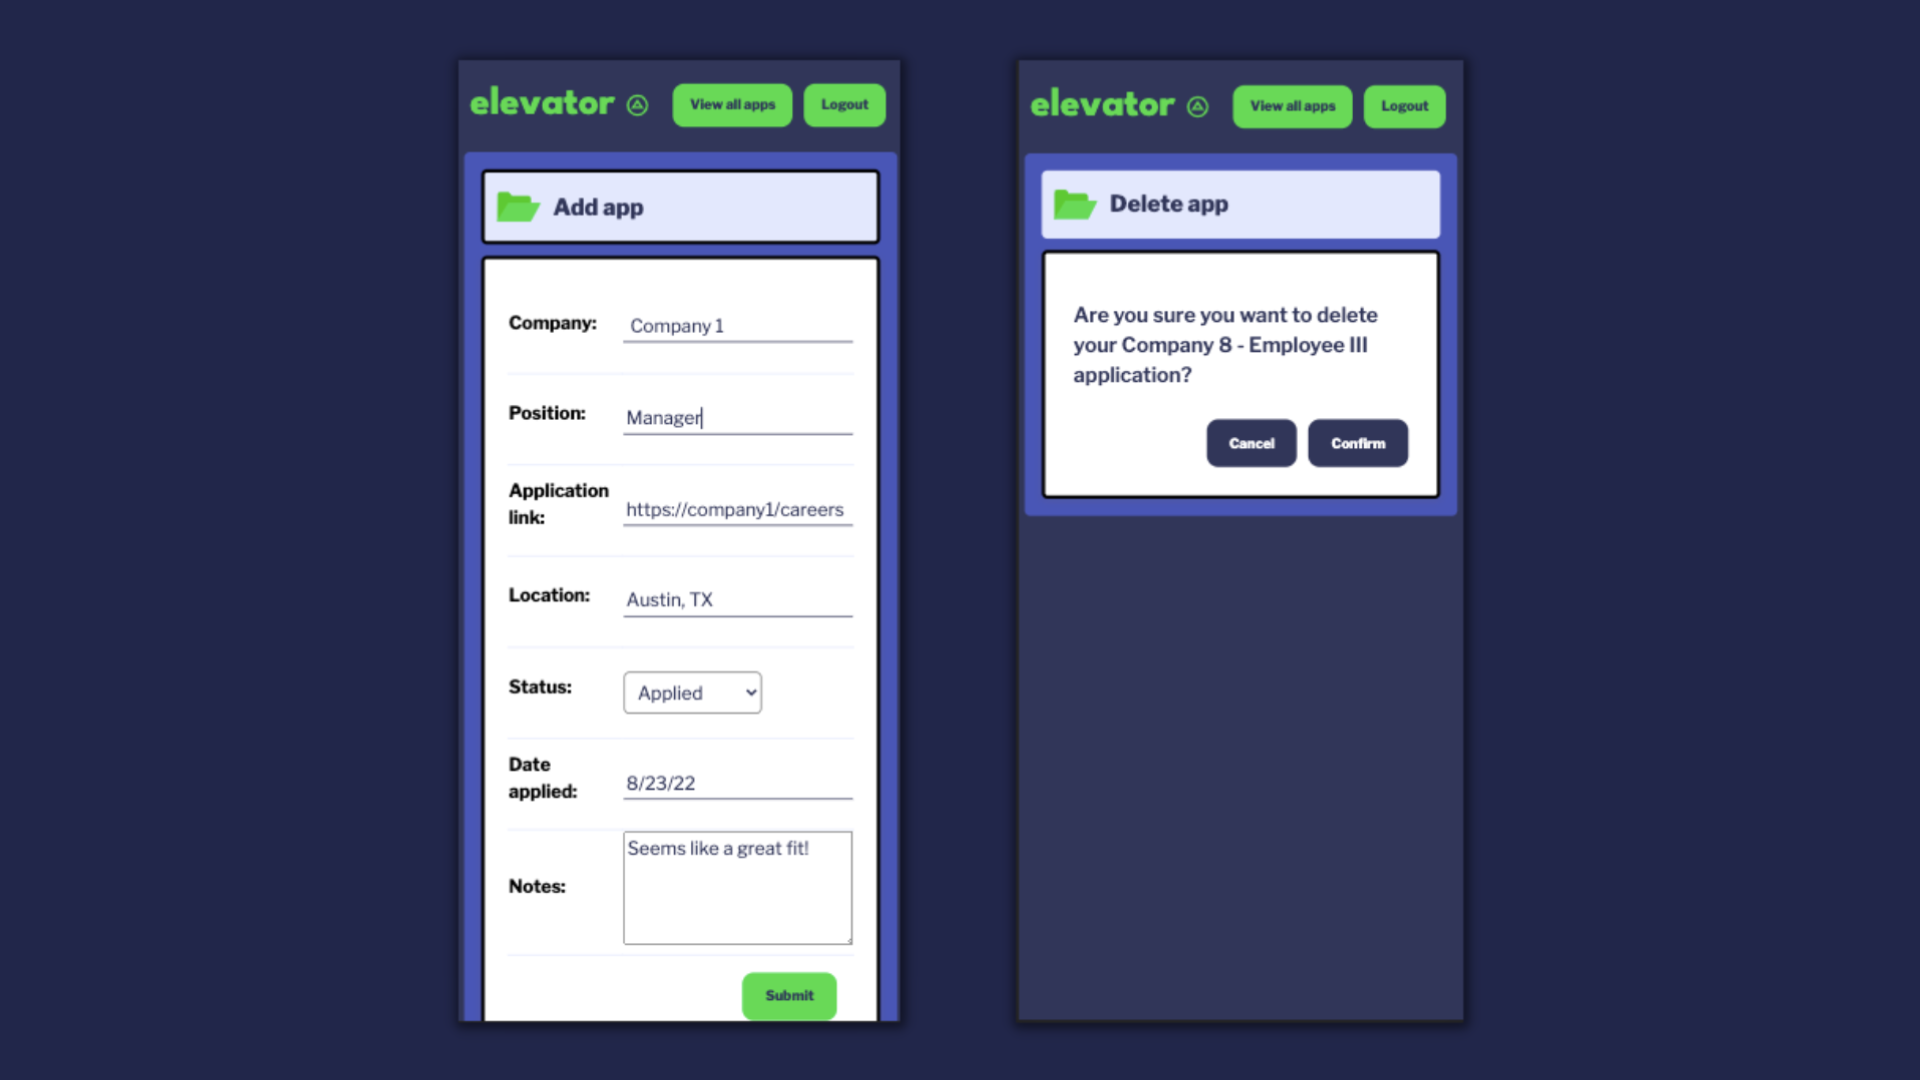 elevator
View all apps
Logout
Add app
Company:
Company 1
Position:
Manager
Application
link:
https://company1/careers
Location:
Austin, TX
Status:
Applied
Date
applied:
8/23/22
Notes:
Seems like a great fit!
Submit
elevator
View all apps
Logout
Delete app
Are you sure you want to delete
your Company 8 - Employee III
application?
Cancel
Confirm